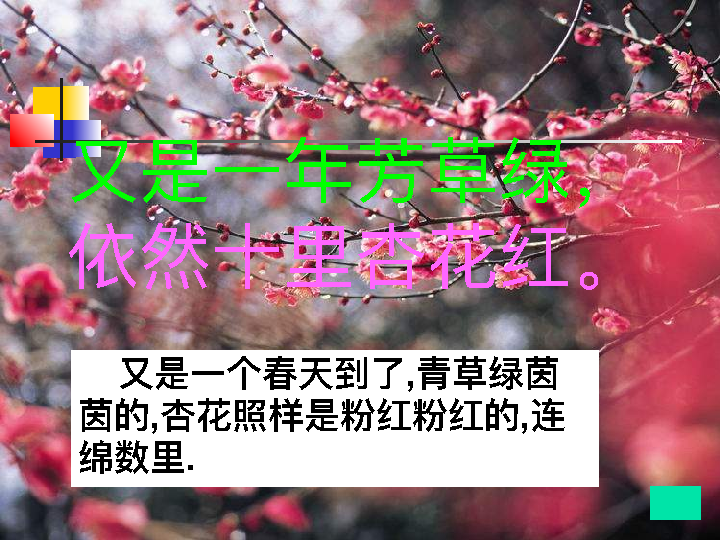 又是一年芳草绿，
依然十里杏花红。
又是一个春天到了,青草绿茵
茵的,杏花照样是粉红粉红的,连
绵数里.